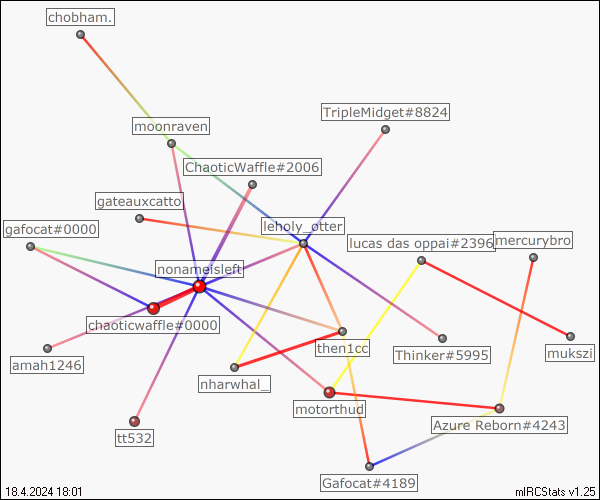 chobham.
TripleMidget#8824
moonraven
ChaoticWaffle#2006
gateauxcatto
gafocat#0000
leholy_otter
lucas das oppai#2396
mercurybro
nonameisleft
chaoticwaffle#0000
then1cc
Thinker#5995
mukszi
amah1246
nharwhal_
motorthud
Azure Reborn#4243
tt532
Gafocat#4189
18.4.2024 18:01
mIRCStats v1.25